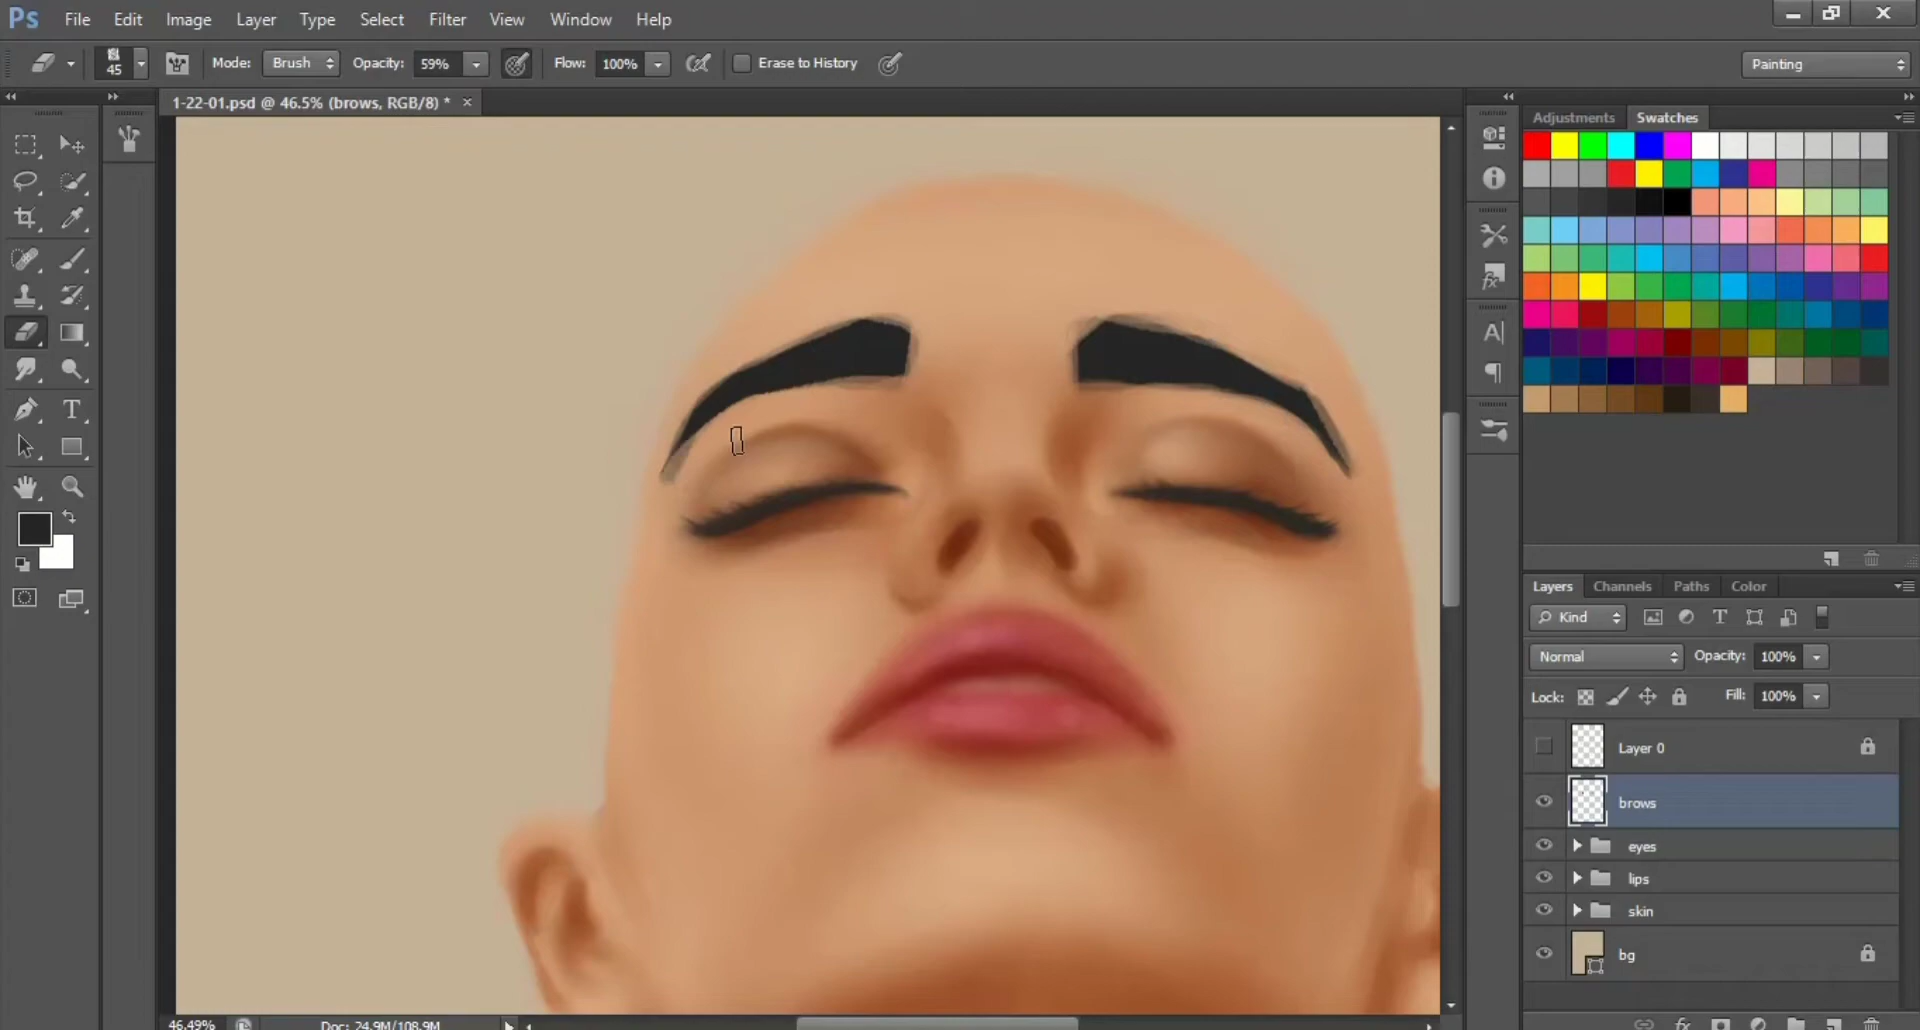 Ps File Edit Image Layer Type Select Filter View Window Help
45 Mode: Brush Opacity: 59% Flow: 100% Erase to History Painting
1-22-01.psd @ 46.5% (brows, RGB/8) * ×
Adjustments Swatches
Layers Channels Paths Color
Kind
Normal Opacity: 100%
Lock: Fill: 100%
Layer 0
brows
eyes
lips
skin
bg
46.49% Doc: 24.9M/108.9M